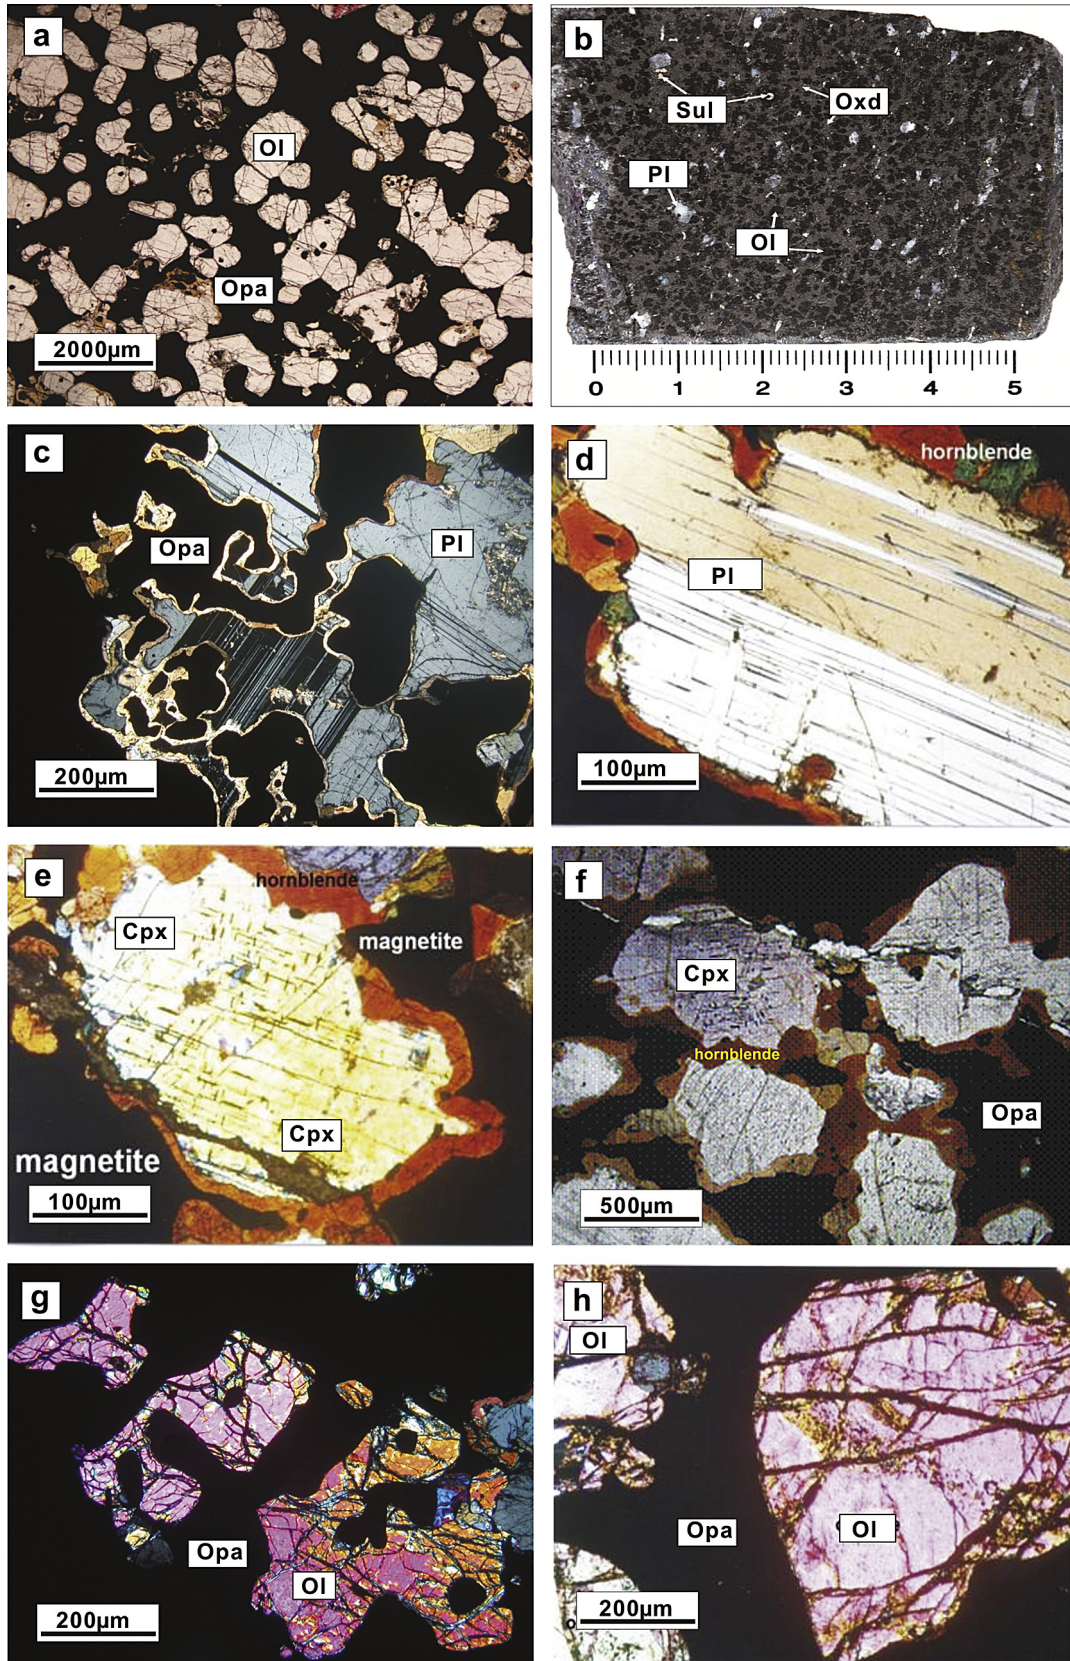 a
Ol
Opa
2000µm
b
Sul
Oxd
Pl
Ol
0 1 2 3 4 5
c
Opa
Pl
200µm
d
hornblende
Pl
100µm
e
hornblende
Cpx
magnetite
Cpx
magnetite
100µm
f
Cpx
hornblende
Opa
500µm
g
Opa
Ol
200µm
h
Ol
Opa
Ol
200µm